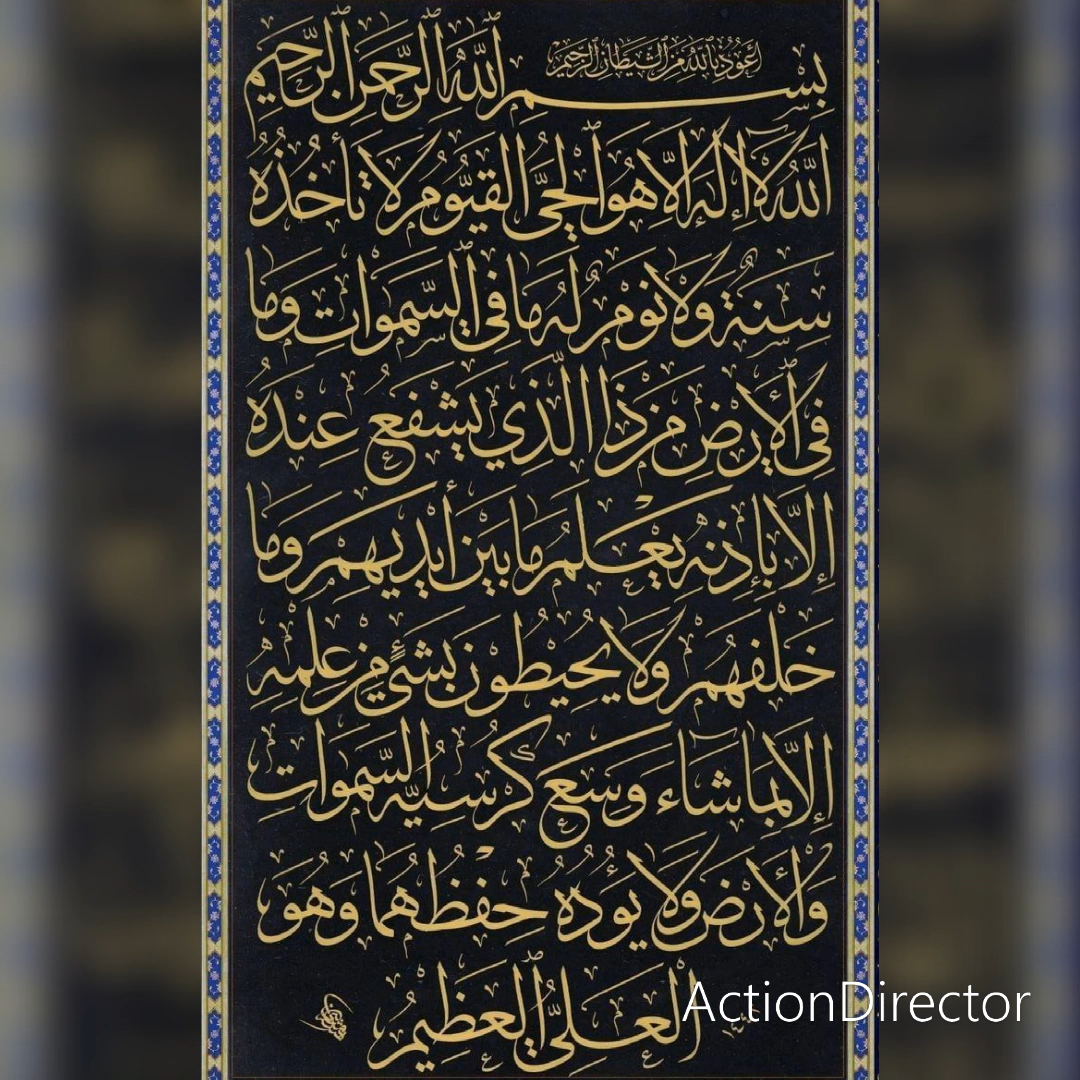 أعوذ بالله من الشيطان الرجيم
بسم الله الرحمن الرحيم
الله لا إله إلا هو الحي القيوم لا تأخذه
سنة ولا نوم له ما في السموات وما
في الأرض من ذا الذي يشفع عنده
إلا بإذنه يعلم ما بين أيديهم وما
خلفهم ولا يحيطون بشيء من علمه
إلا بما شاء وسع كرسيه السموات
والأرض ولا يؤده حفظهما وهو
العلي العظيم
ActionDirector